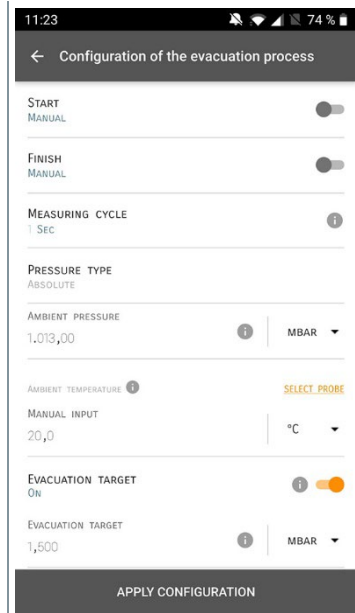 11:23 74 %
Configuration of the evacuation process
START
MANUAL
FINISH
MANUAL
MEASURING CYCLE
1 SEC
PRESSURE TYPE
ABSOLUTE
AMBIENT PRESSURE
1.013,00 MBAR
AMBIENT TEMPERATURE SELECT PROBE
MANUAL INPUT
20,0 °C
EVACUATION TARGET
ON
EVACUATION TARGET
1,500 MBAR
APPLY CONFIGURATION